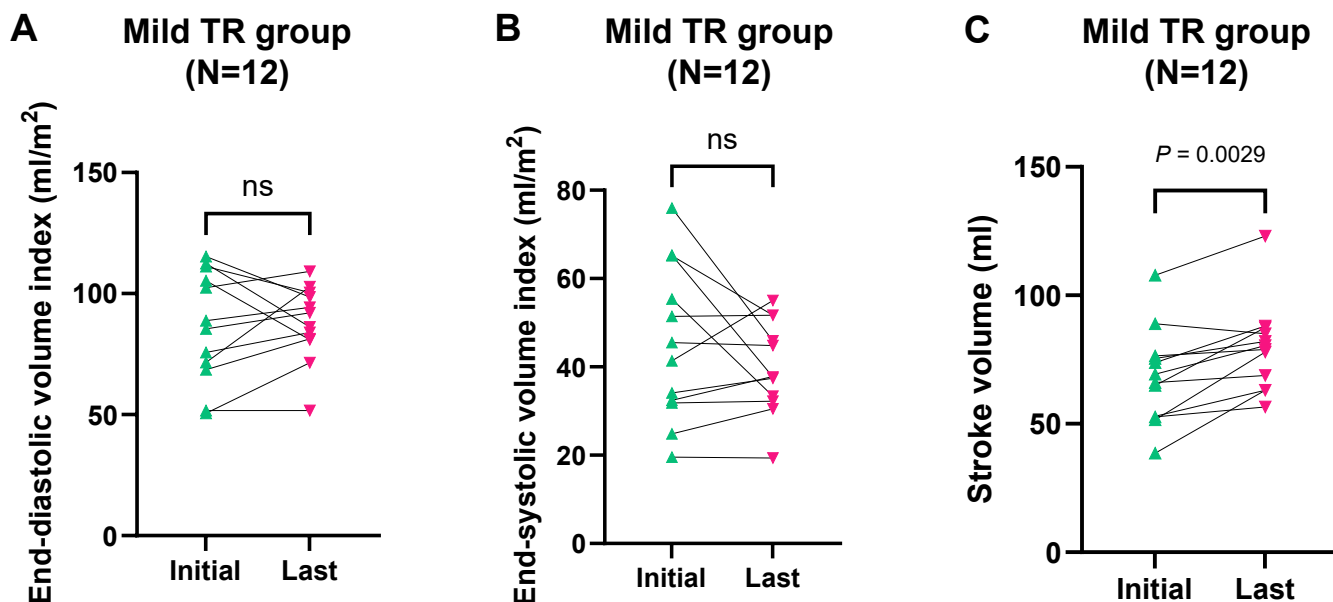 A
Mild TR group
(N=12)
End-diastolic volume index (ml/m²)
150
100
50
0
ns
Initial
Last
B
Mild TR group
(N=12)
End-systolic volume index (ml/m²)
80
60
40
20
0
ns
Initial
Last
C
Mild TR group
(N=12)
Stroke volume (ml)
150
100
50
0
P = 0.0029
Initial
Last